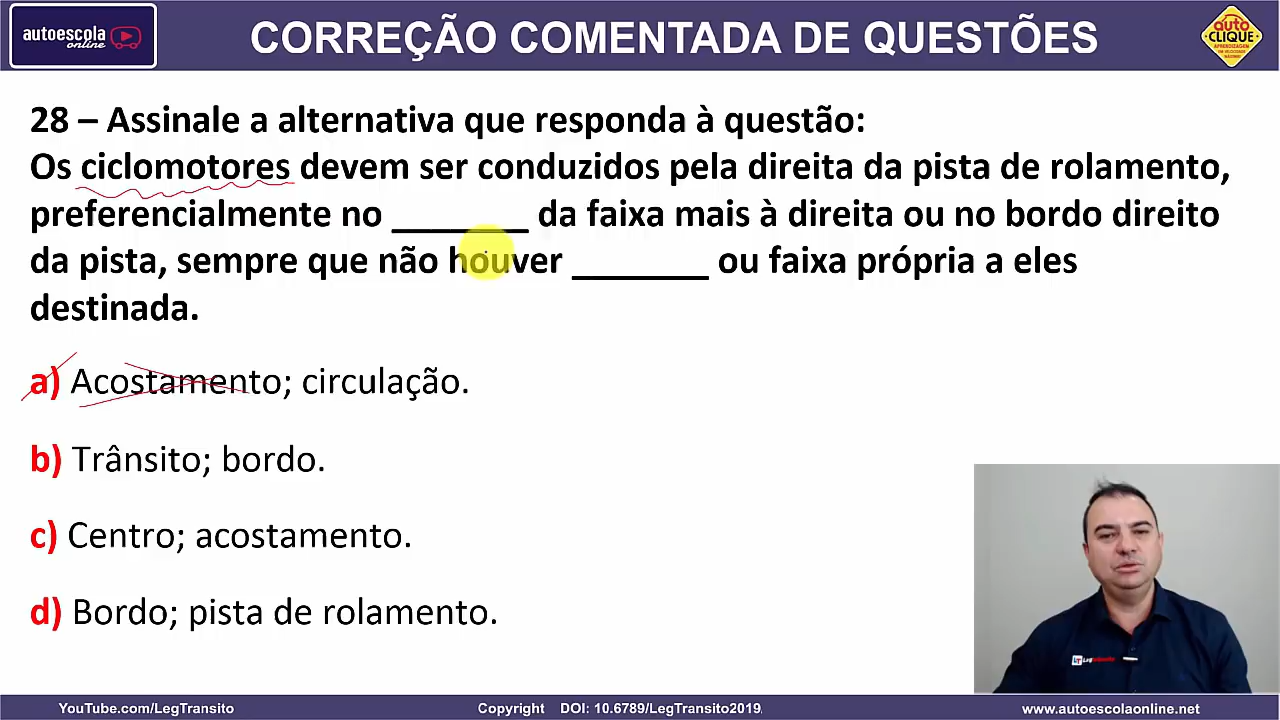 autoescola
online
CORREÇÃO COMENTADA DE QUESTÕES
auto
CLIQUE
28 – Assinale a alternativa que responda à questão:
Os ciclomotores devem ser conduzidos pela direita da pista de rolamento,
preferencialmente no _______ da faixa mais à direita ou no bordo direito
da pista, sempre que não houver _______ ou faixa própria a eles
destinada.
a) Acostamento; circulação.
b) Trânsito; bordo.
c) Centro; acostamento.
d) Bordo; pista de rolamento.
YouTube.com/LegTransito
Copyright DOI: 10.6789/LegTransito2019.
www.autoescolaonline.net